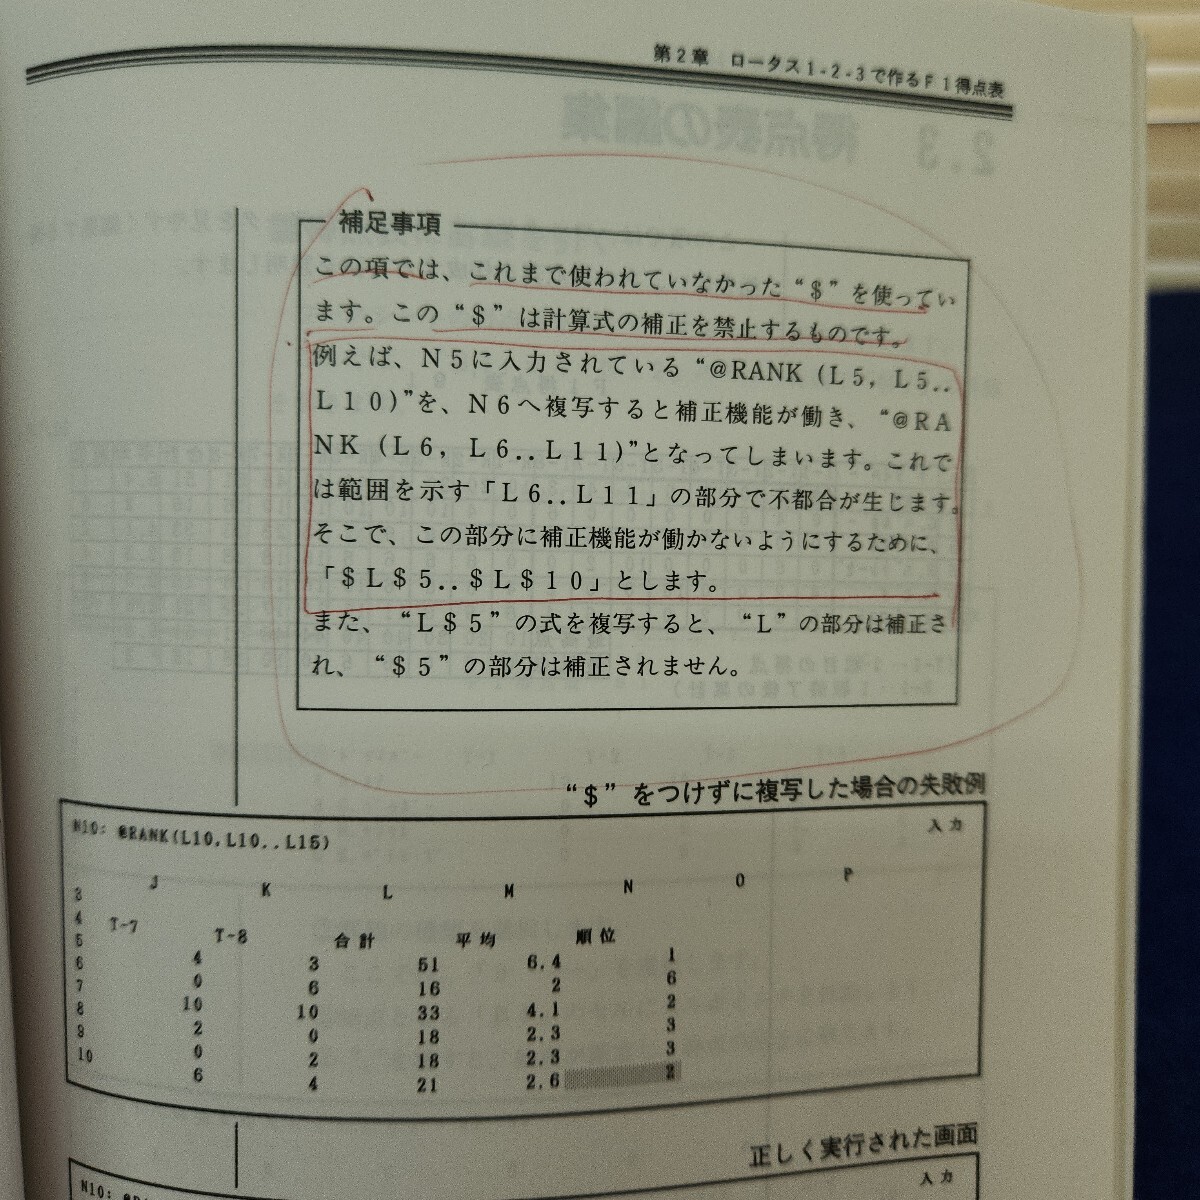 第2章 ロータス1-2-3で作るF1得点表
補足事項
この項では、これまで使われていなかった“$”を使ってい
ます。この“$”は計算式の補正を禁止するものです。
例えば、N5に入力されている“@RANK (L5, L5..
L10)”を、N6へ複写すると補正機能が働き、“@RA
NK (L6, L6..L11)”となってしまいます。これで
は範囲を示す「L6..L11」の部分で不都合が生じます。
そこで、この部分に補正機能が働かないようにするために、
「$L$5..$L$10」とします。
また、“L$5”の式を複写すると、“L”の部分は補正さ
れ、“$5”の部分は補正されません。
“$”をつけずに複写した場合の失敗例
N10: @RANK(L10,L10..L15) 入力
J K L M N O P
3
4 T-7 T-8 合計 平均 順位
5 4 3 51 6.4 1
6 0 6 16 2 6
7 10 10 33 4.1 2
8 2 0 18 2.3 3
9 0 2 18 2.3 3
10 6 4 21 2.6 2
正しく実行された画面
入力
N10: